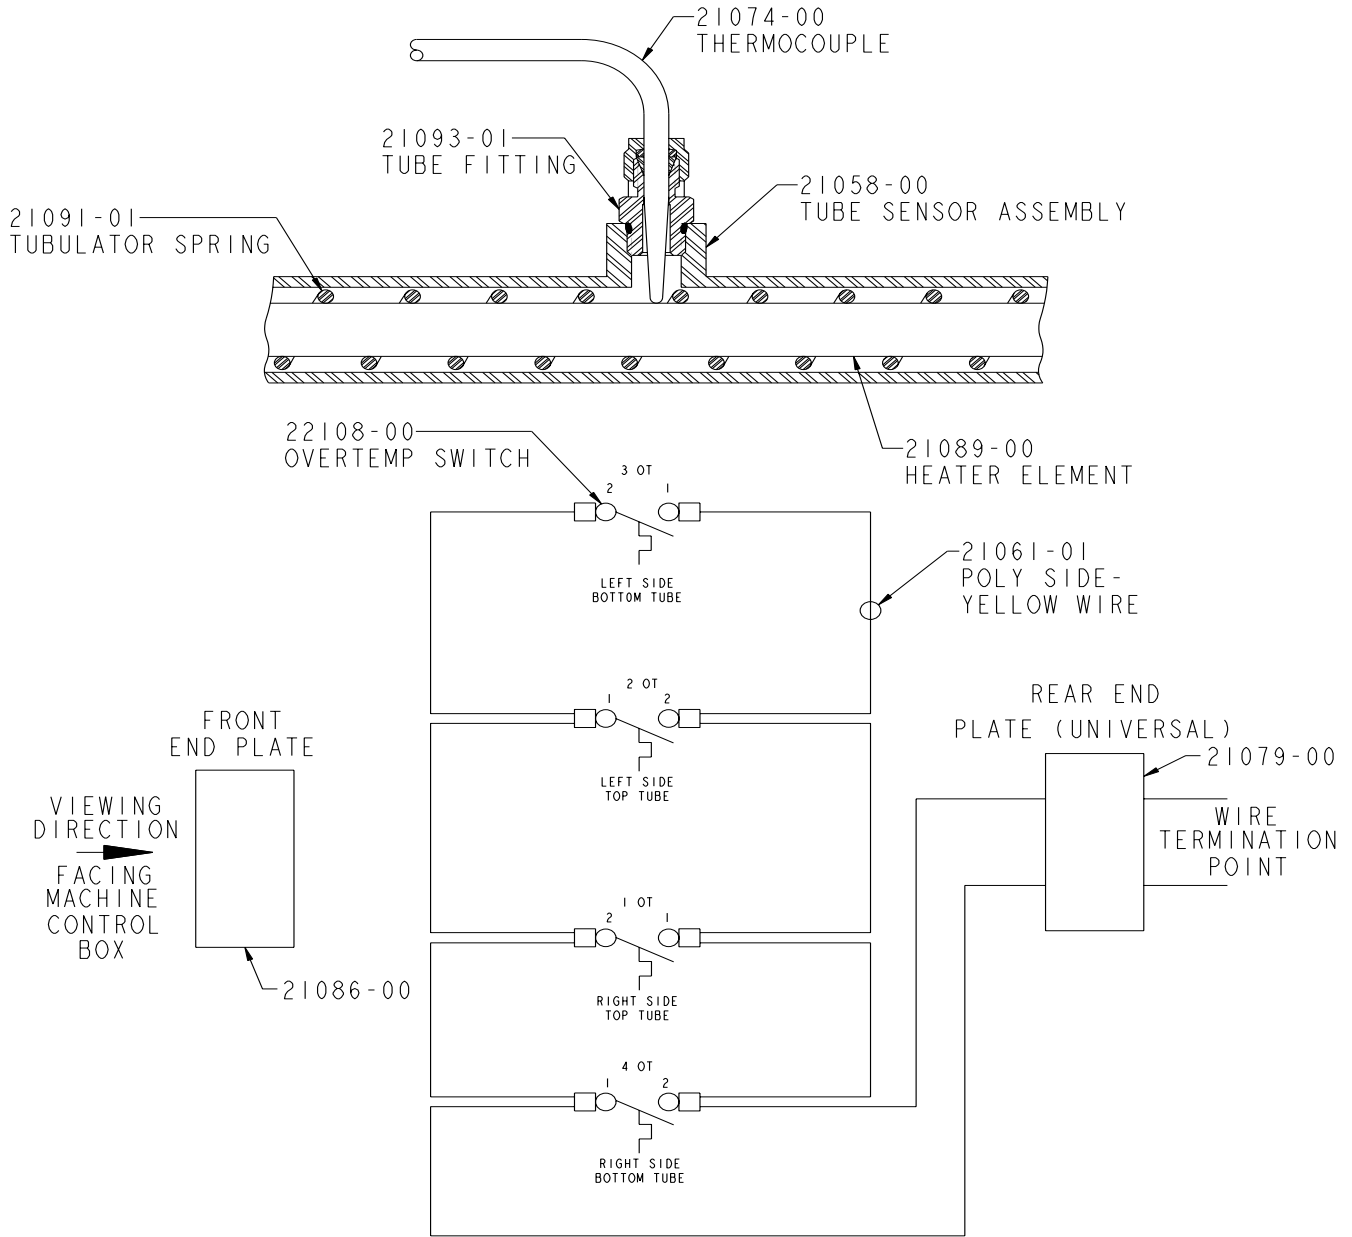 21074-00
THERMOCOUPLE
21093-01
TUBE FITTING
21058-00
TUBE SENSOR ASSEMBLY
21091-01
TUBULATOR SPRING
22108-00
OVERTEMP SWITCH
21089-00
HEATER ELEMENT
3 OT
2 1
LEFT SIDE
BOTTOM TUBE
21061-01
POLY SIDE-
YELLOW WIRE
2 OT
1 2
LEFT SIDE
TOP TUBE
FRONT
END PLATE
REAR END
PLATE (UNIVERSAL)
21079-00
VIEWING
DIRECTION
FACING
MACHINE
CONTROL
BOX
WIRE
TERMINATION
POINT
21086-00
1 OT
2 1
RIGHT SIDE
TOP TUBE
4 OT
1 2
RIGHT SIDE
BOTTOM TUBE